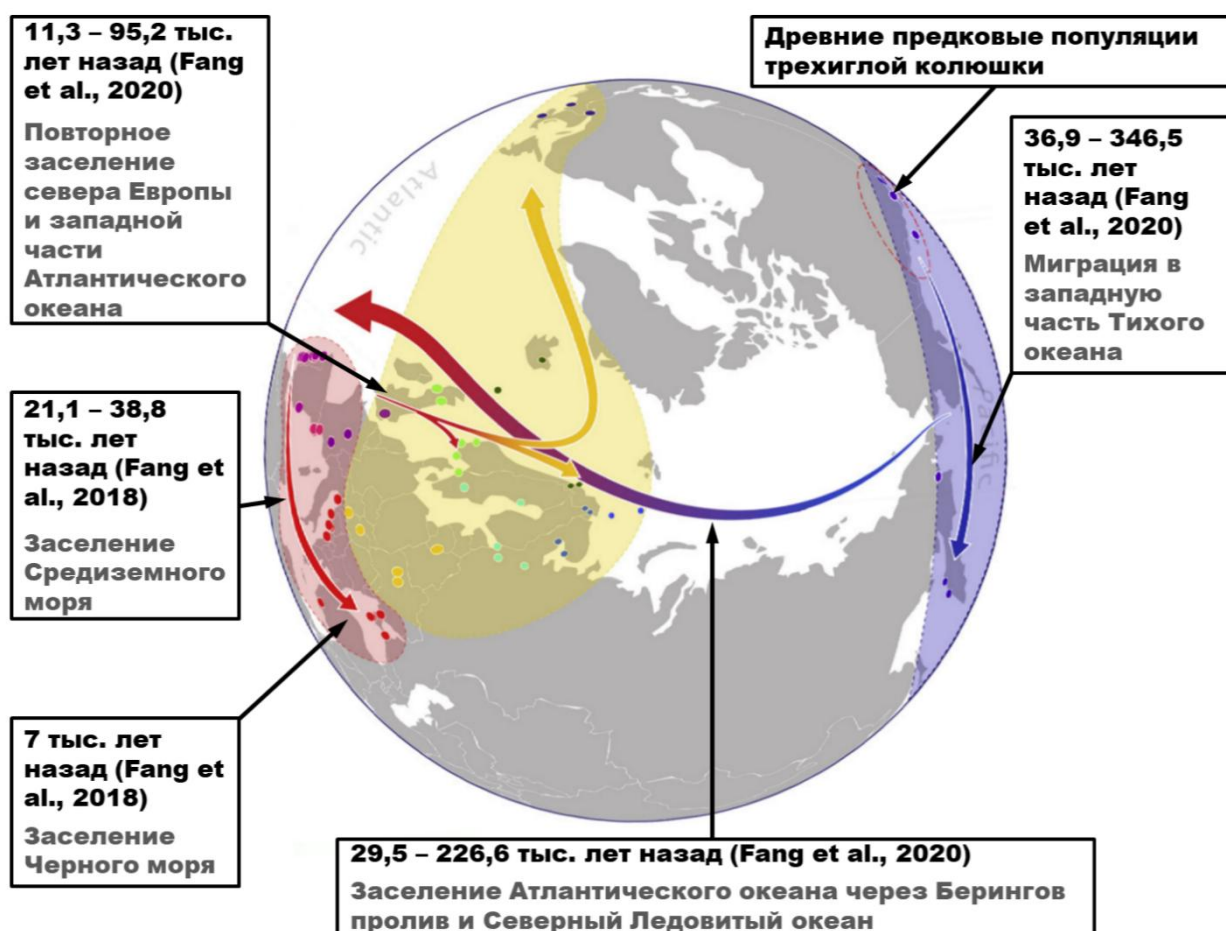 11,3 – 95,2 тыс.
лет назад (Fang
et al., 2020)
Повторное
заселение
севера Европы
и западной
части
Атлантического
океана
Древние предковые популяции
трехиглой колюшки
36,9 – 346,5
тыс. лет
назад (Fang
et al., 2020)
Миграция в
западную
часть Тихого
океана
Atlantic
Pacific
21,1 – 38,8
тыс. лет
назад (Fang et
al., 2018)
Заселение
Средиземного
моря
7 тыс. лет
назад (Fang et
al., 2018)
Заселение
Черного моря
29,5 – 226,6 тыс. лет назад (Fang et al., 2020)
Заселение Атлантического океана через Берингов
пролив и Северный Ледовитый океан